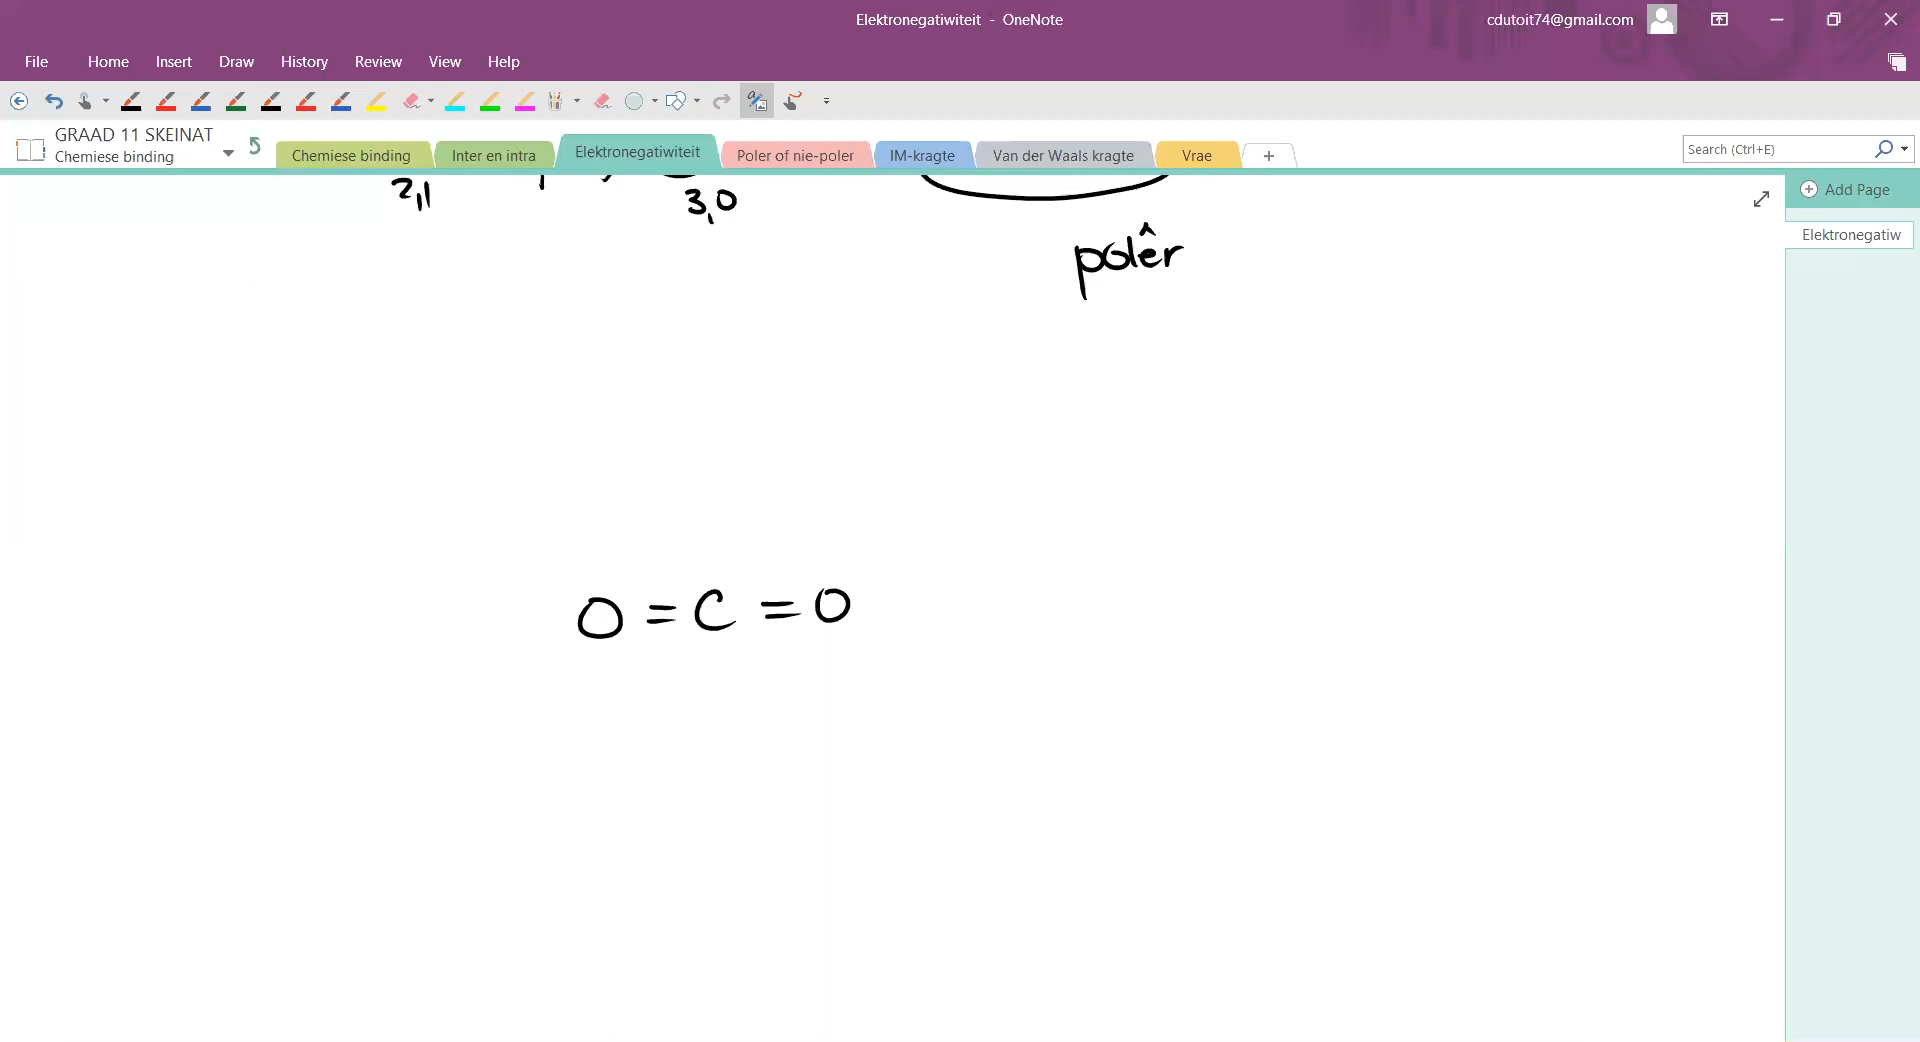 Elektronegatiwiteit - OneNote
cdutoit74@gmail.com
File Home Insert Draw History Review View Help
GRAAD 11 SKEINAT
Chemiese binding
Chemiese binding Inter en intra Elektronegatiwiteit Poler of nie-poler IM-kragte Van der Waals kragte Vrae +
Search (Ctrl+E)
Add Page
Elektronegatiw
2,1
3,0
polêr
O = C = O